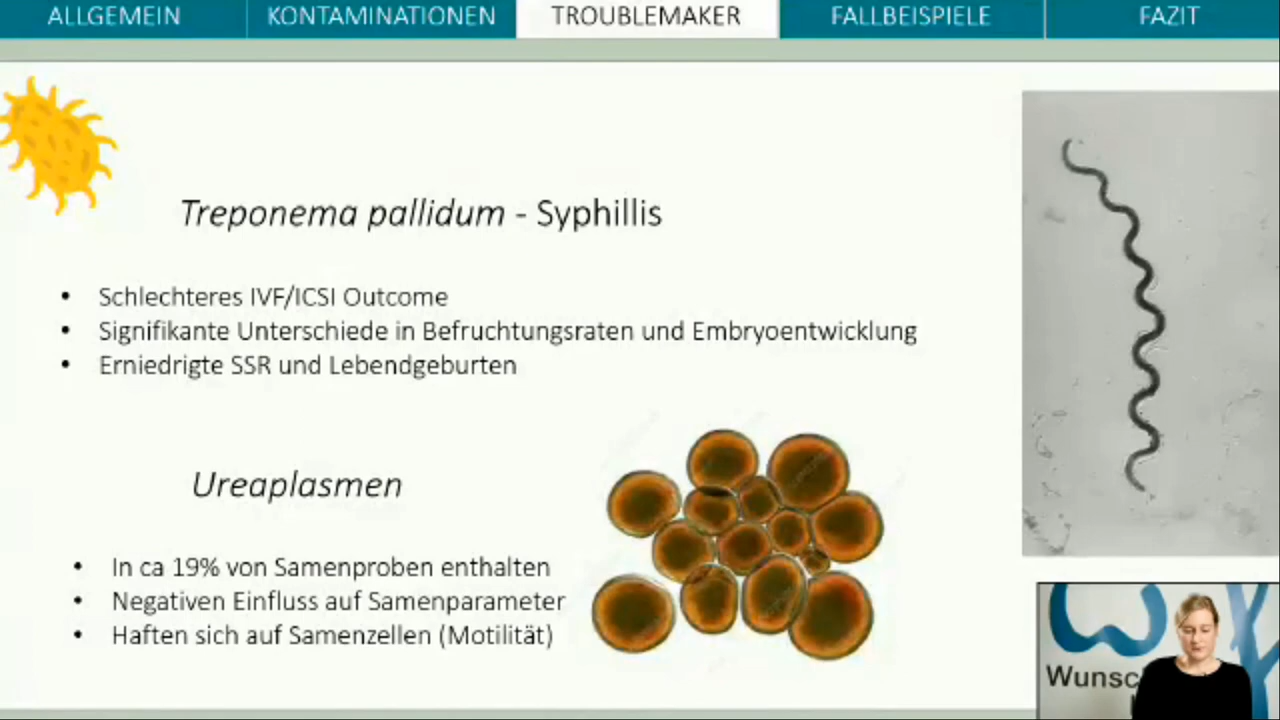 ALLGEMEIN
KONTAMINATIONEN
TROUBLEMAKER
FALLBEISPIELE
FAZIT
Treponema pallidum - Syphillis
• Schlechteres IVF/ICSI Outcome
• Signifikante Unterschiede in Befruchtungsraten und Embryoentwicklung
• Erniedrigte SSR und Lebendgeburten
Ureaplasmen
• In ca 19% von Samenproben enthalten
• Negativen Einfluss auf Samenparameter
• Haften sich auf Samenzellen (Motilität)